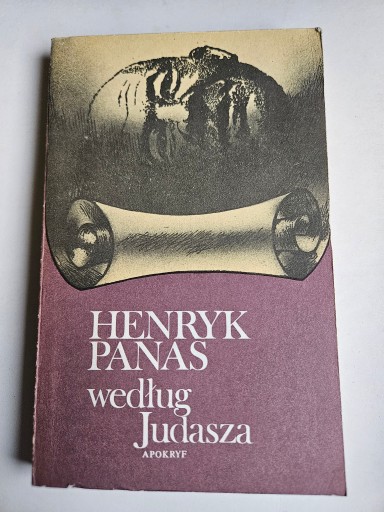 HENRYK
PANAS
według
Judasza
APOKRYF